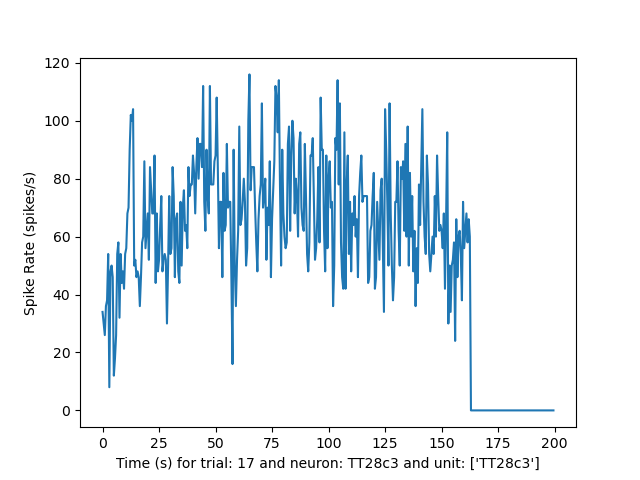 120
100
80
60
40
20
0
Spike Rate (spikes/s)
0 25 50 75 100 125 150 175 200
Time (s) for trial: 17 and neuron: TT28c3 and unit: ['TT28c3']